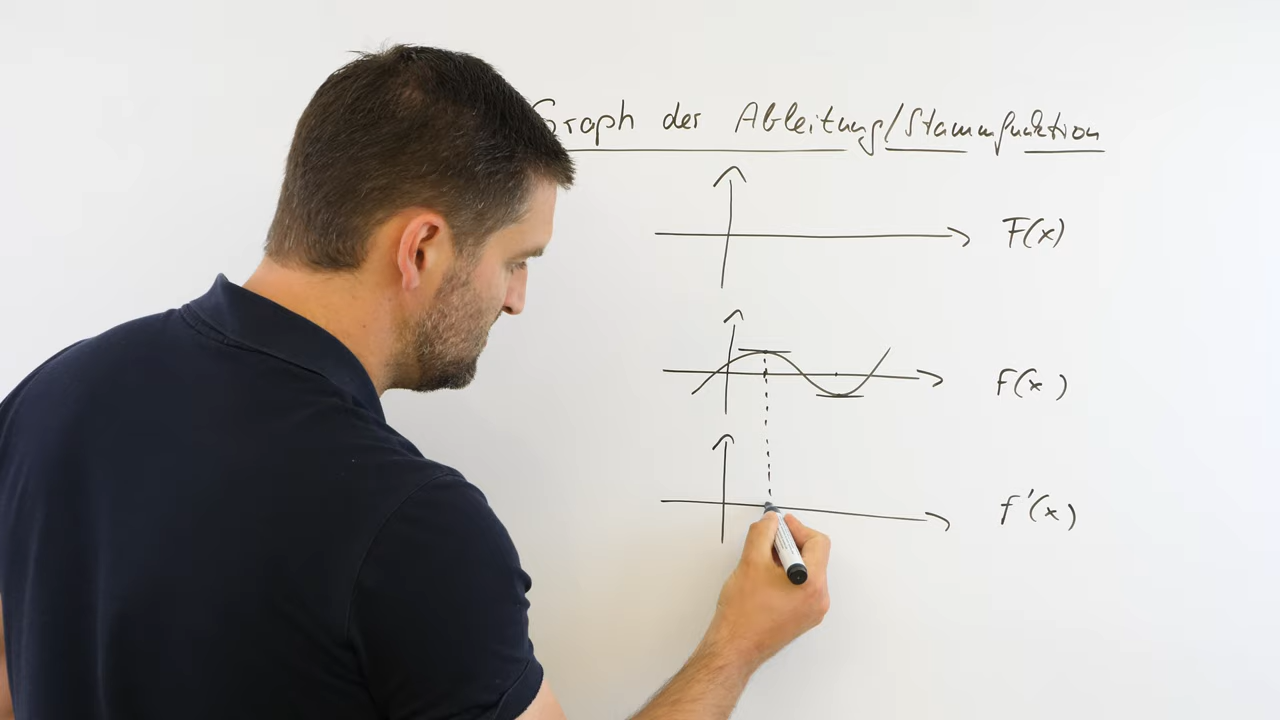 Graph der Ableitung/Stammfunktion
F(x)
f(x)
f'(x)